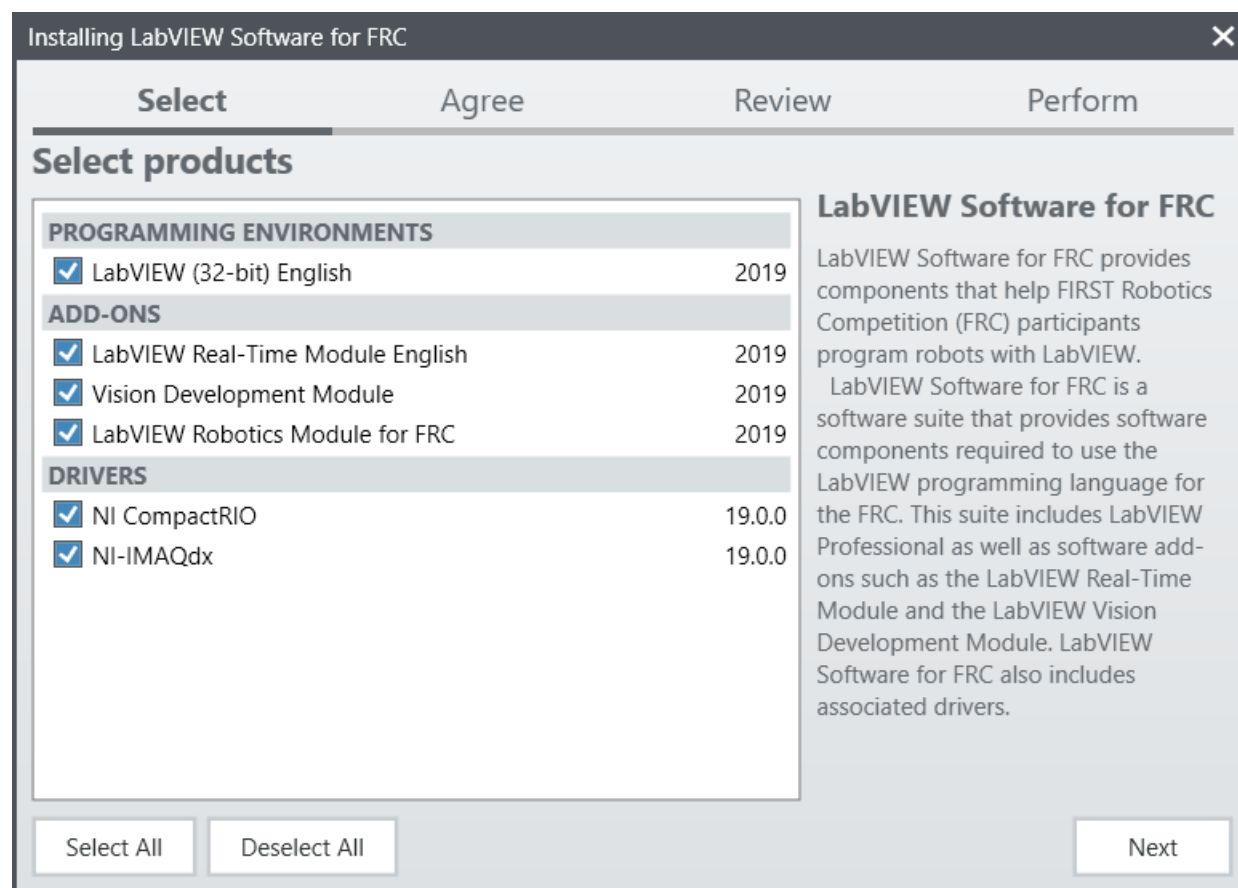 Installing LabVIEW Software for FRC
Select Agree Review Perform
Select products
PROGRAMMING ENVIRONMENTS
LabVIEW (32-bit) English 2019
ADD-ONS
LabVIEW Real-Time Module English 2019
Vision Development Module 2019
LabVIEW Robotics Module for FRC 2019
DRIVERS
NI CompactRIO 19.0.0
NI-IMAQdx 19.0.0
LabVIEW Software for FRC
LabVIEW Software for FRC provides
components that help FIRST Robotics
Competition (FRC) participants
program robots with LabVIEW.
LabVIEW Software for FRC is a
software suite that provides software
components required to use the
LabVIEW programming language for
the FRC. This suite includes LabVIEW
Professional as well as software add-
ons such as the LabVIEW Real-Time
Module and the LabVIEW Vision
Development Module. LabVIEW
Software for FRC also includes
associated drivers.
Select All Deselect All Next